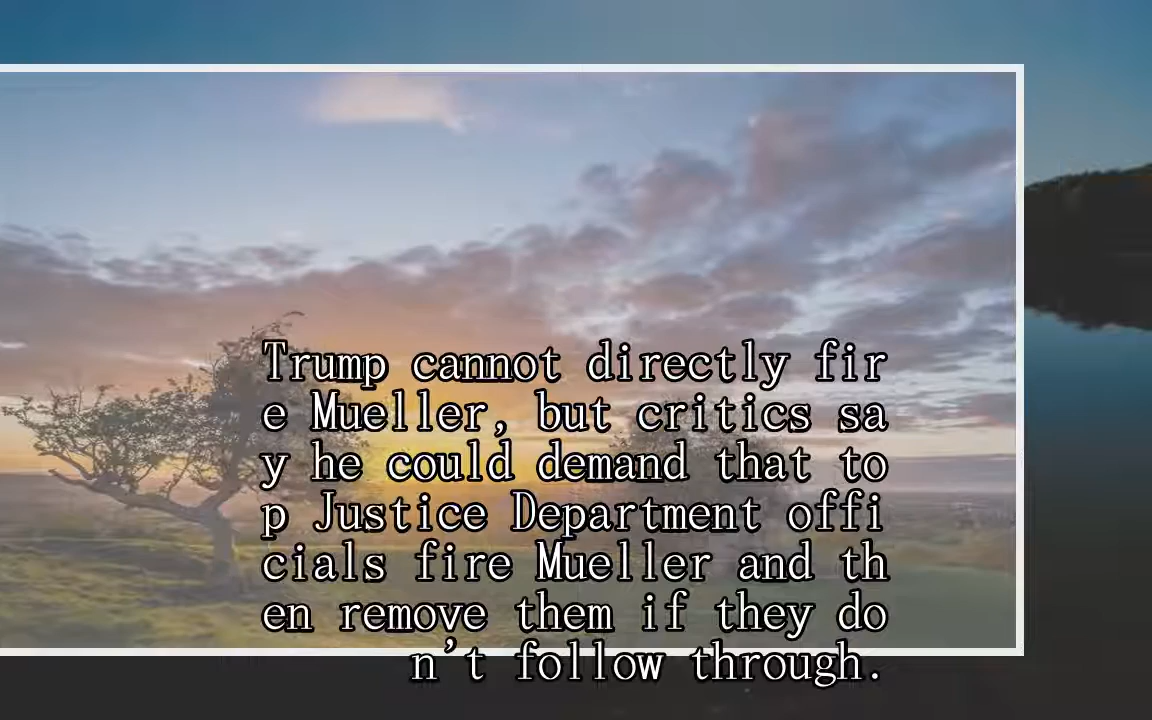 Trump cannot directly fir
e Mueller, but critics sa
y he could demand that to
p Justice Department offi
cials fire Mueller and th
en remove them if they do
n't follow through.